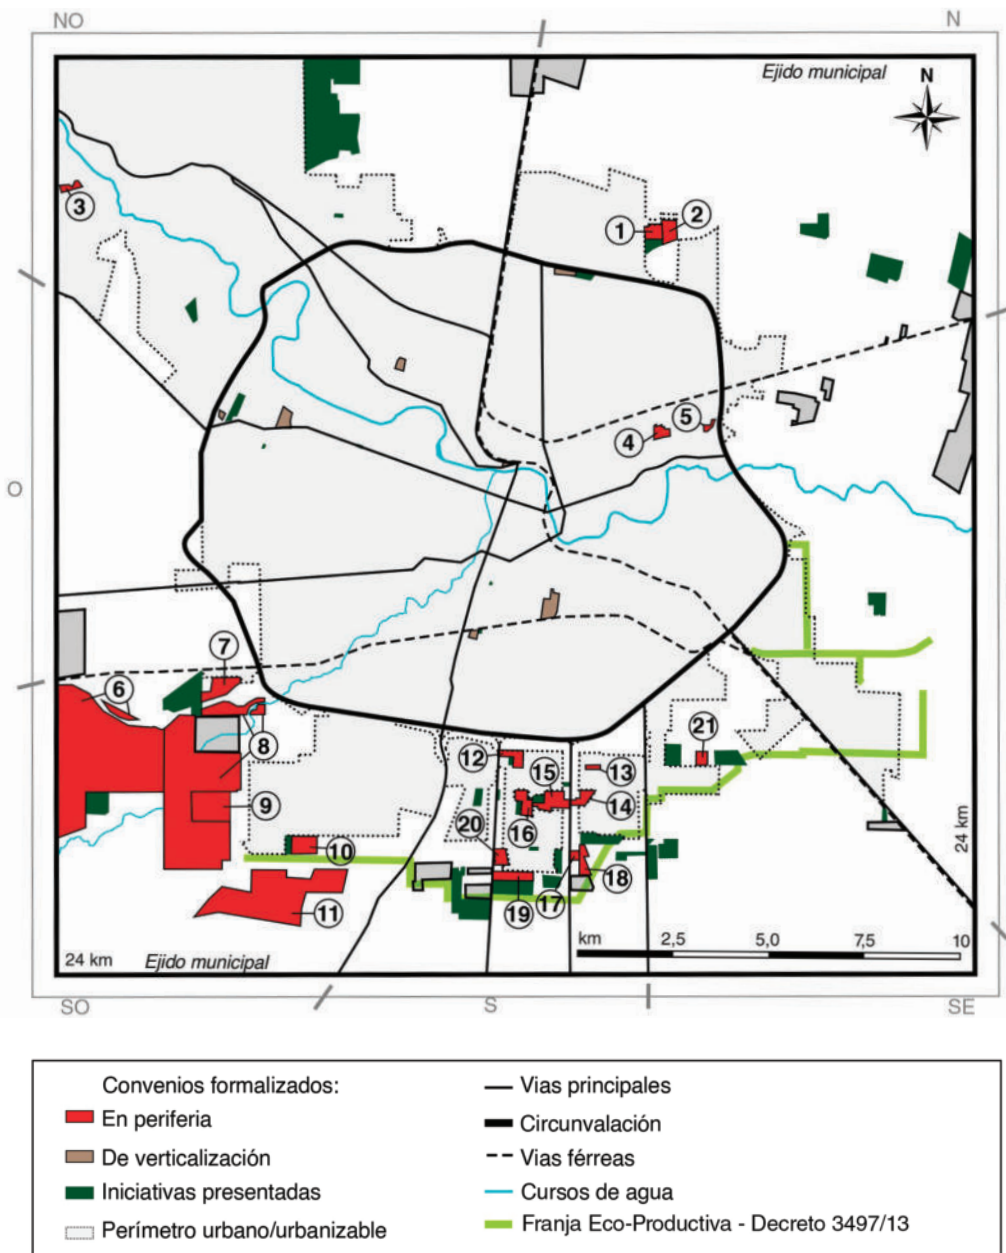 NO
N
Ejido municipal
N
3
1
2
5
4
O
7
6
8
9
10
11
12
15
13
14
16
20
21
17
18
19
24 km
km 2,5 5,0 7,5 10
24 km Ejido municipal
SO
S
SE
Convenios formalizados:
En periferia
De verticalización
Iniciativas presentadas
Perímetro urbano/urbanizable
Vias principales
Circunvalación
Vias férreas
Cursos de agua
Franja Eco-Productiva - Decreto 3497/13